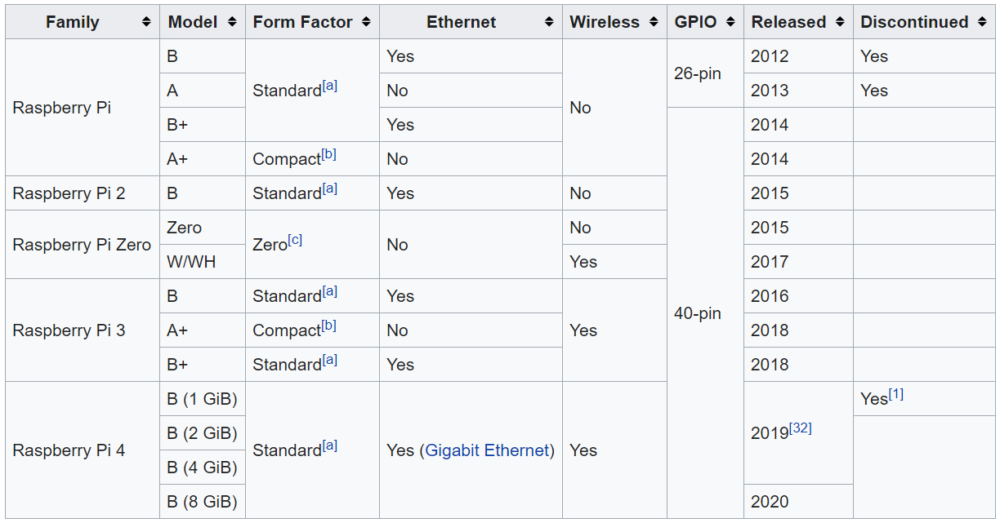 Family Model Form Factor Ethernet Wireless GPIO Released Discontinued
Raspberry Pi B Standard[a] Yes No 26-pin 2012 Yes
A No 2013 Yes
B+ Yes 40-pin 2014
A+ Compact[b] No 2014
Raspberry Pi 2 B Standard[a] Yes No 2015
Raspberry Pi Zero Zero Zero[c] No No 2015
W/WH Yes 2017
Raspberry Pi 3 B Standard[a] Yes Yes 2016
A+ Compact[b] No 2018
B+ Standard[a] Yes 2018
Raspberry Pi 4 B (1 GiB) Standard[a] Yes (Gigabit Ethernet) Yes 2019[32] Yes[1]
B (2 GiB)
B (4 GiB)
B (8 GiB) 2020